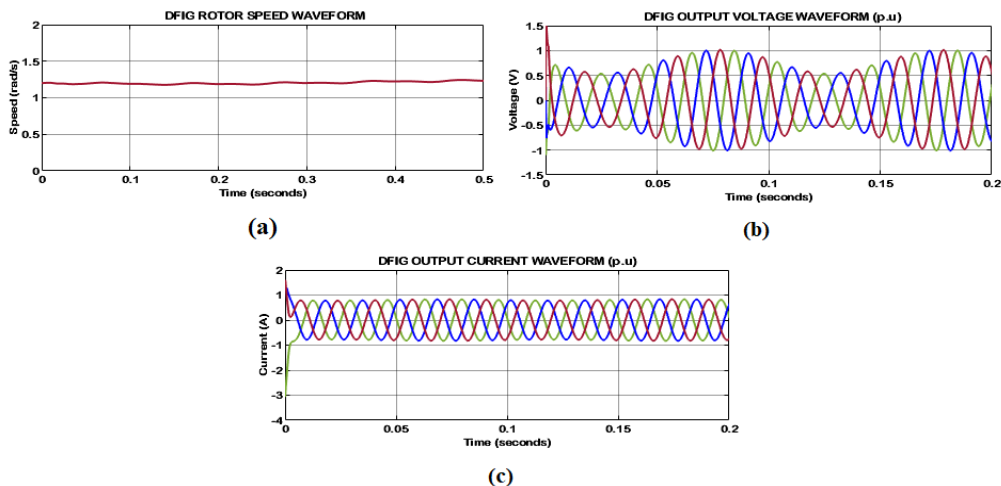 DFIG ROTOR SPEED WAVEFORM
2
1.5
1
0.5
0
Speed (rad/s)
0 0.1 0.2 0.3 0.4 0.5
Time (seconds)
(a)
DFIG OUTPUT VOLTAGE WAVEFORM (p.u)
1.5
1
0.5
0
-0.5
-1
-1.5
Voltage (V)
0 0.05 0.1 0.15 0.2
Time (seconds)
(b)
DFIG OUTPUT CURRENT WAVEFORM (p.u)
2
1
0
-1
-2
-3
-4
Current (A)
0 0.05 0.1 0.15 0.2
Time (seconds)
(c)